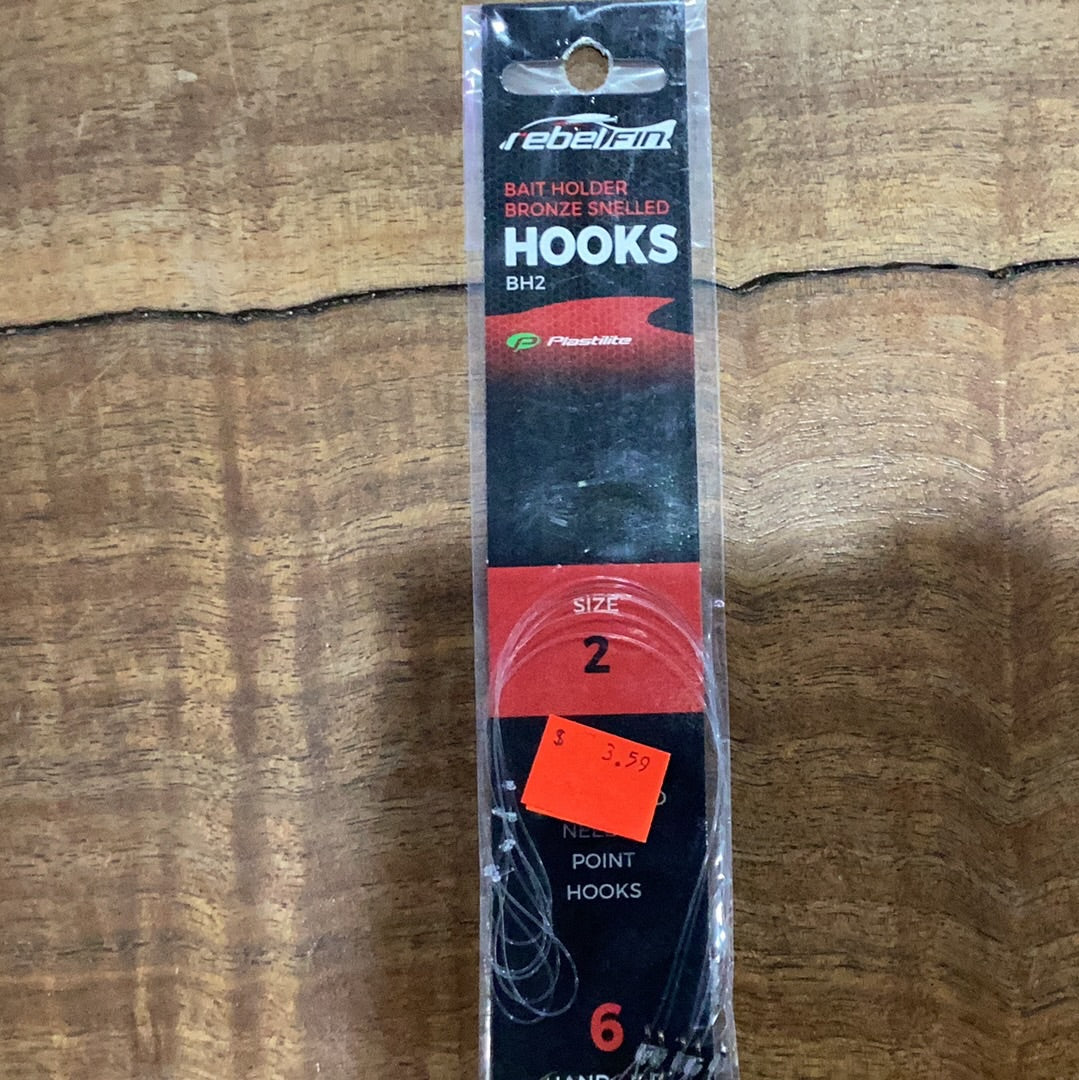 rebelfin
BAIT HOLDER
BRONZE SNELLED
HOOKS
BH2
Plastilite
SIZE
2
$ 3.59
POINT
HOOKS
6